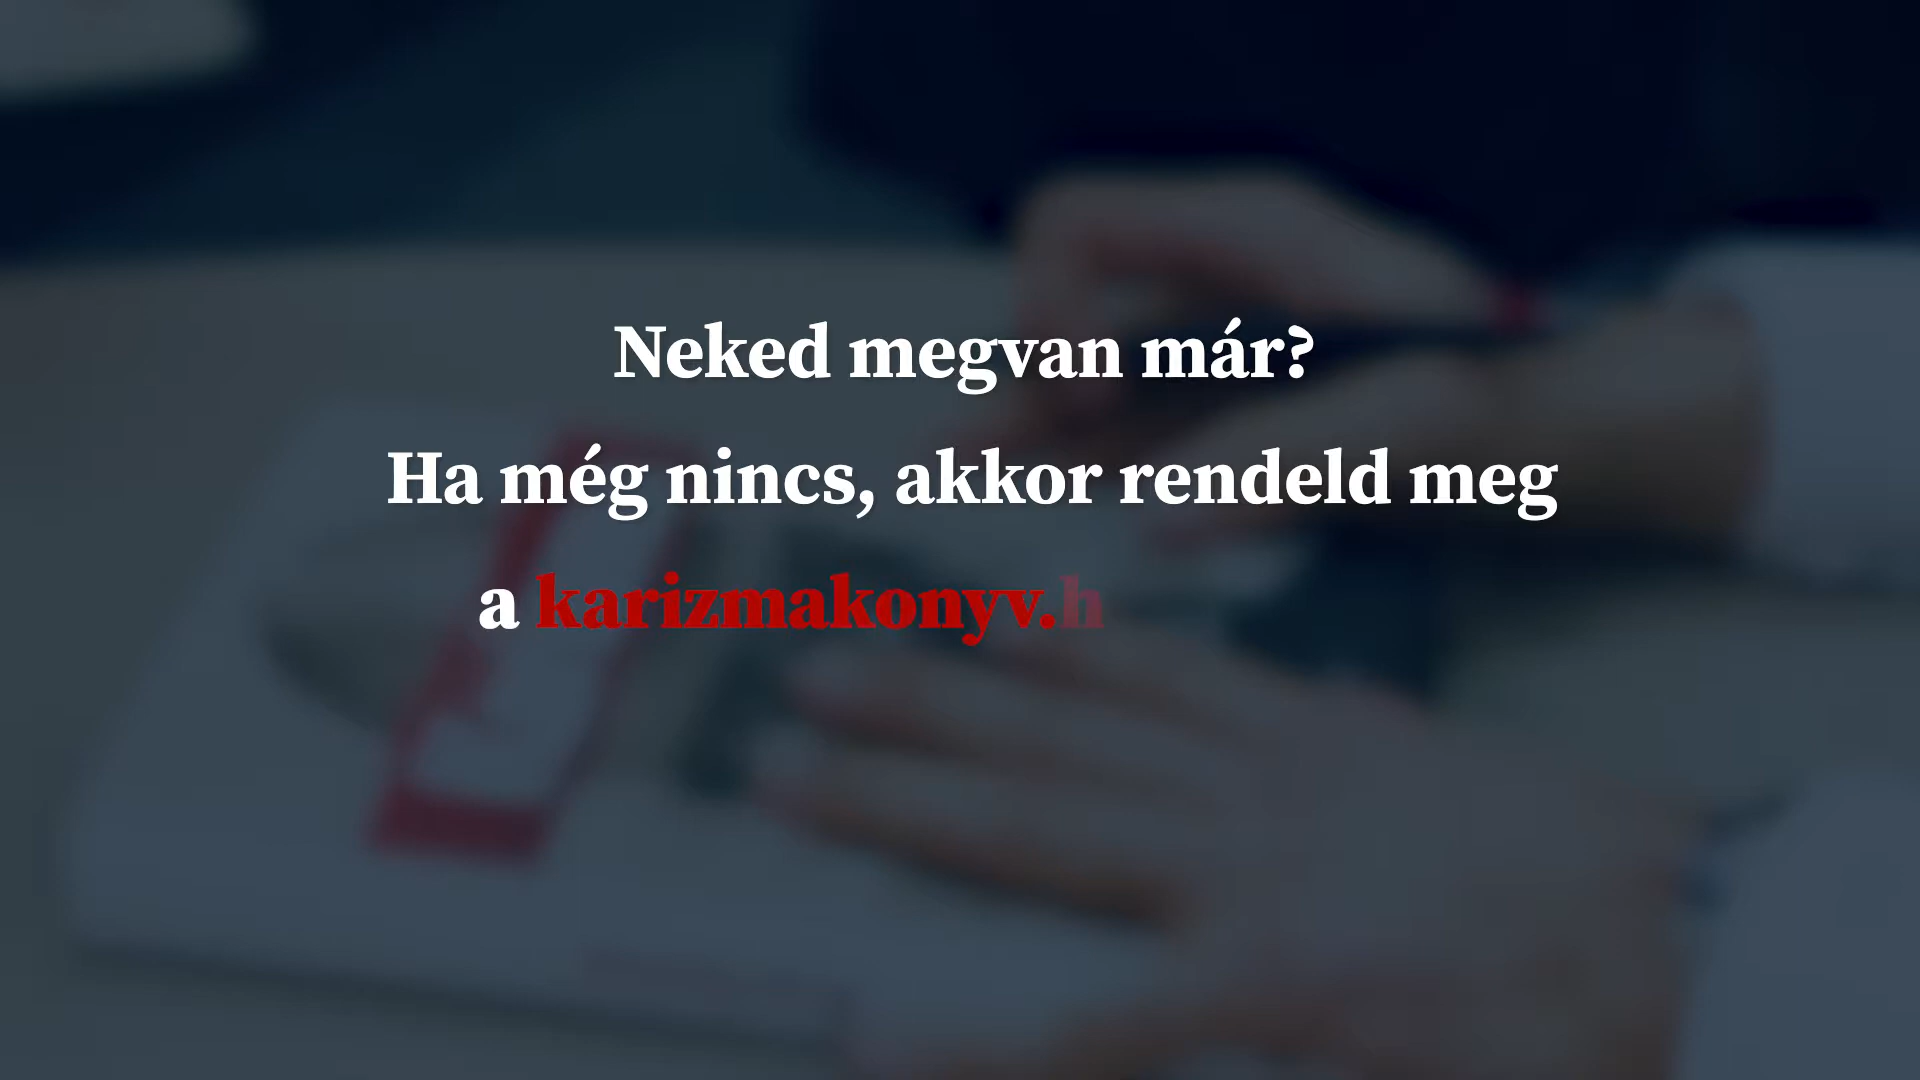 Neked megvan már?
Ha még nincs, akkor rendeld meg
a karizmakonyv.h